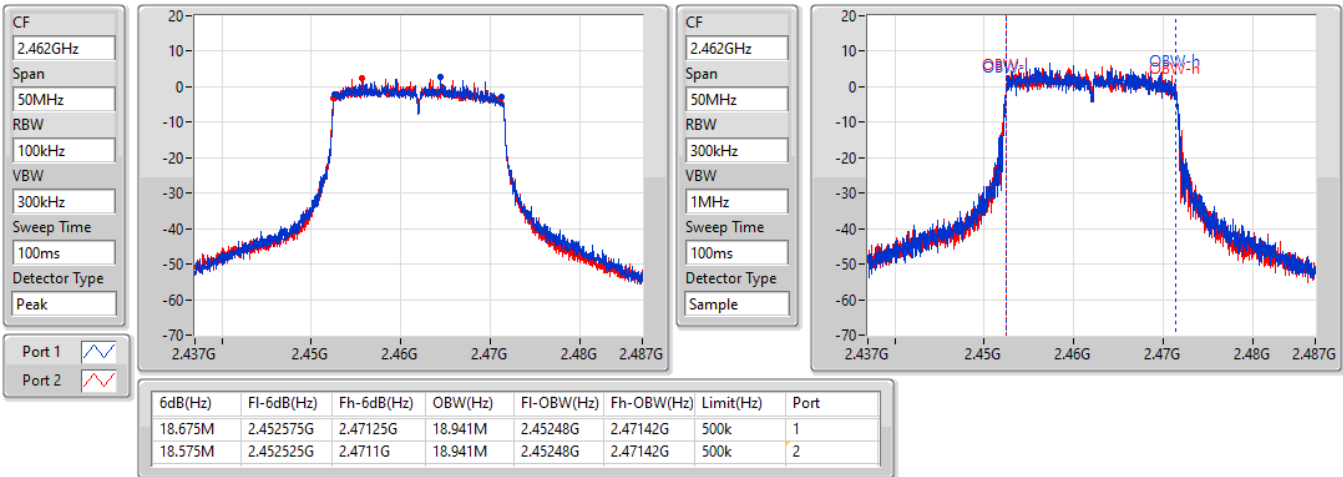 CF
2.462GHz
Span
50MHz
RBW
100kHz
VBW
300kHz
Sweep Time
100ms
Detector Type
Peak
Port 1
Port 2
20
10
0
-10
-20
-30
-40
-50
-60
-70
2.437G 2.45G 2.46G 2.47G 2.48G 2.487G
CF
2.462GHz
Span
50MHz
RBW
300kHz
VBW
1MHz
Sweep Time
100ms
Detector Type
Sample
20
10
0
-10
-20
-30
-40
-50
-60
-70
OBW-l
OBW-h
OBW-h
2.437G 2.45G 2.46G 2.47G 2.48G 2.487G
6dB(Hz) Fl-6dB(Hz) Fh-6dB(Hz) OBW(Hz) Fl-OBW(Hz) Fh-OBW(Hz) Limit(Hz) Port
18.675M 2.452575G 2.47125G 18.941M 2.45248G 2.47142G 500k 1
18.575M 2.452525G 2.4711G 18.941M 2.45248G 2.47142G 500k 2